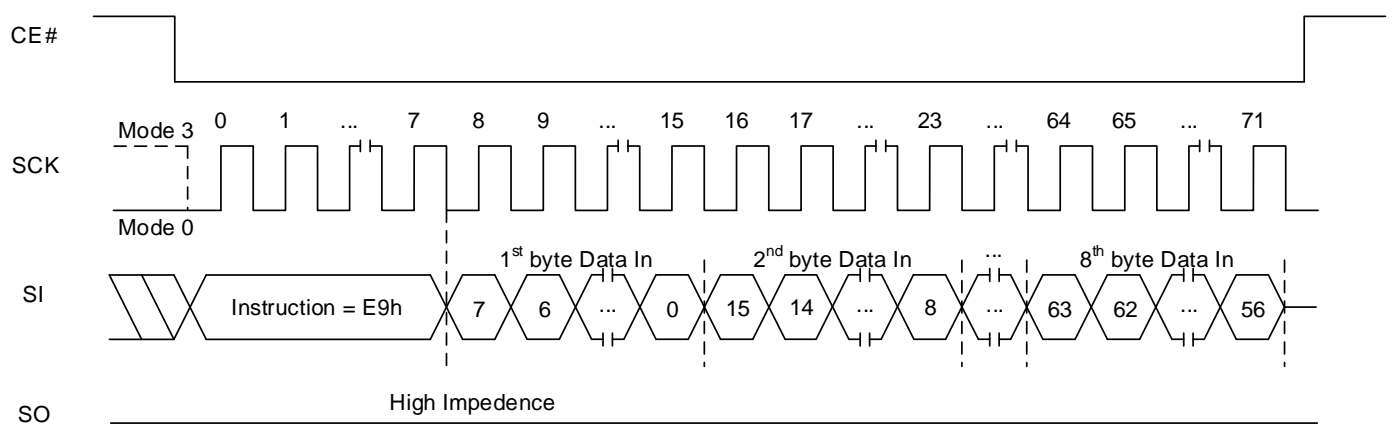 CE#
0 1 ... 7 8 9 ... 15 16 17 ... 23 ... 64 65 ... 71
Mode 3
SCK
Mode 0
1st byte Data In 2nd byte Data In ... 8th byte Data In
SI
Instruction = E9h 7 6 ... 0 15 14 ... 8 ... 63 62 ... 56
High Impedence
SO